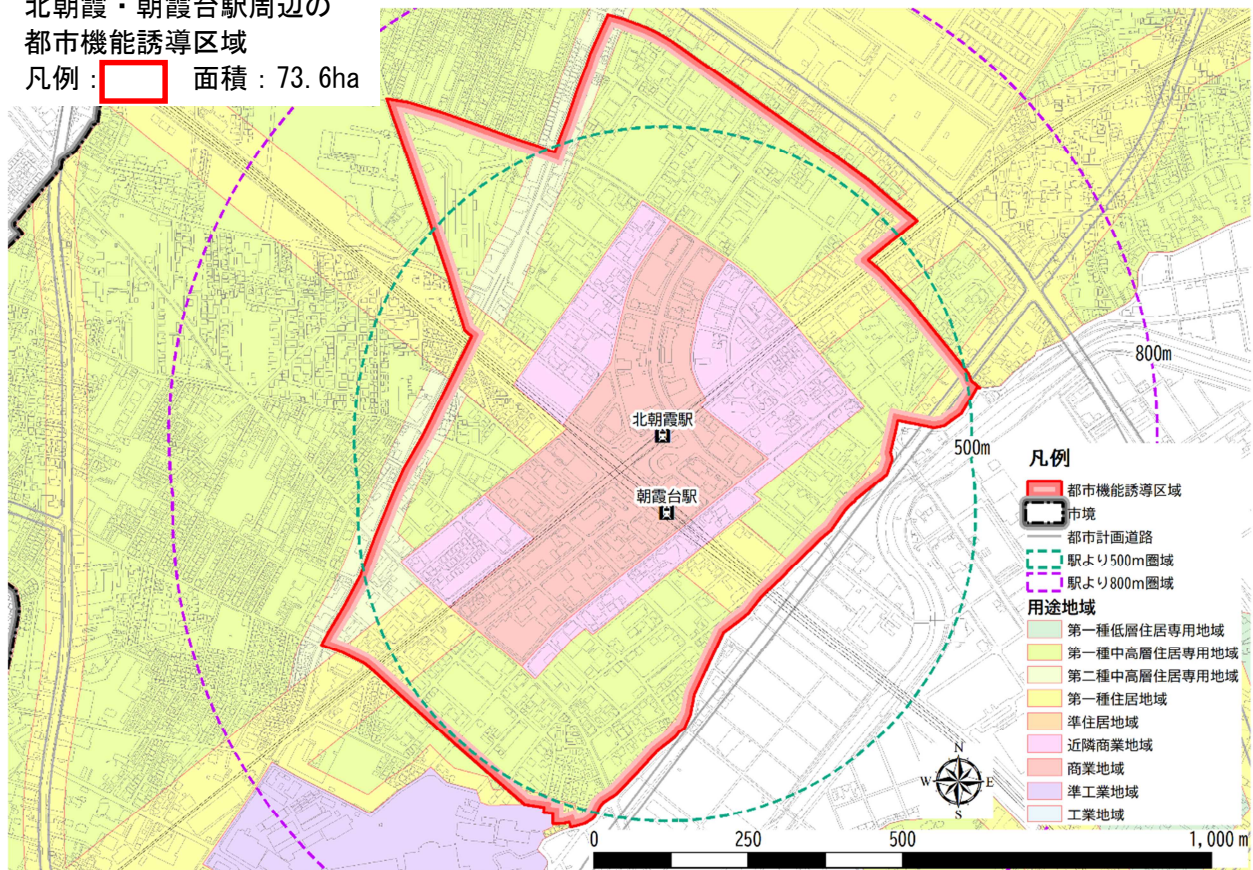 北朝霞・朝霞台駅周辺の
都市機能誘導区域
凡例： 面積：73.6ha
800m
500m
北朝霞駅
朝霞台駅
凡例
都市機能誘導区域
市境
都市計画道路
駅より500m圏域
駅より800m圏域
用途地域
第一種低層住居専用地域
第一種中高層住居専用地域
第二種中高層住居専用地域
第一種住居地域
準住居地域
近隣商業地域
商業地域
準工業地域
工業地域
N
W E
S
0 250 500 1,000 m